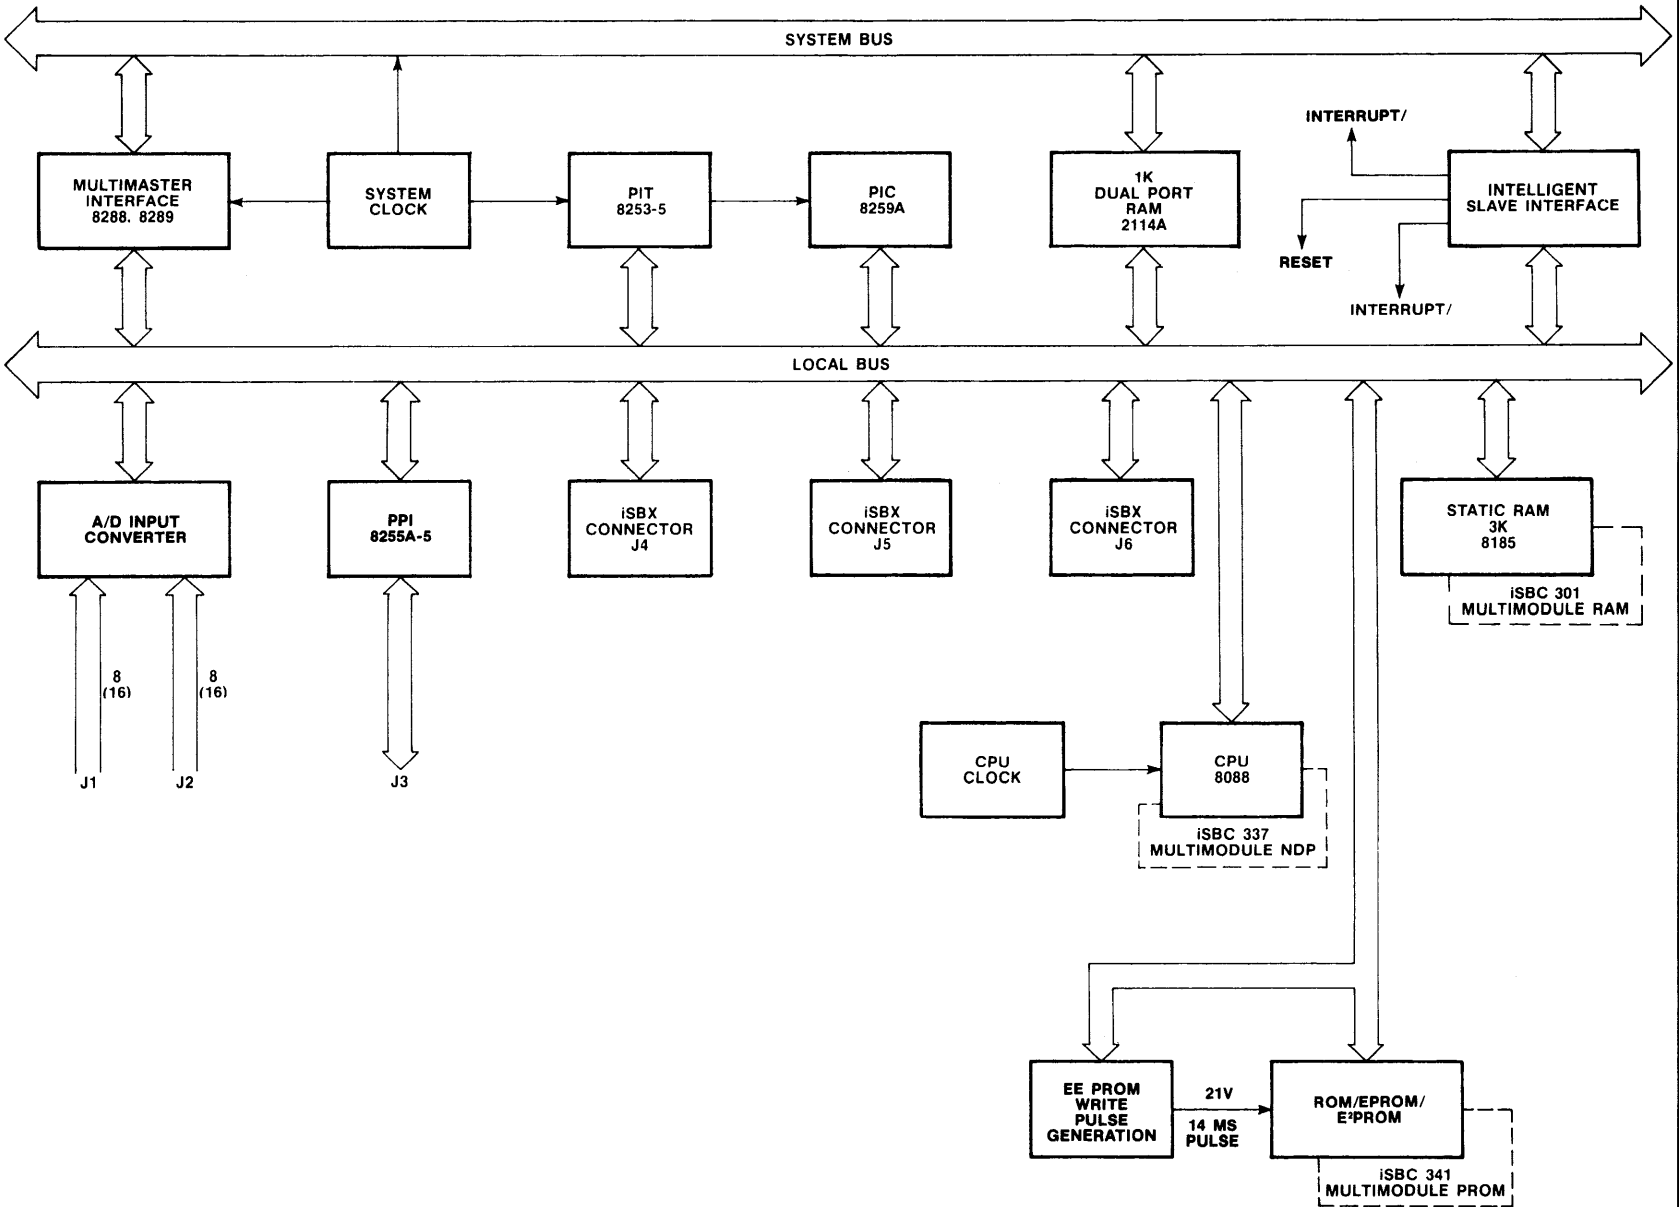 SYSTEM BUS
INTERRUPT/
MULTIMASTER
INTERFACE
8288. 8289
SYSTEM
CLOCK
PIT
8253-5
PIC
8259A
1K
DUAL PORT
RAM
2114A
INTELLIGENT
SLAVE INTERFACE
RESET
INTERRUPT/
LOCAL BUS
A/D INPUT
CONVERTER
PPI
8255A-5
iSBX
CONNECTOR
J4
iSBX
CONNECTOR
J5
iSBX
CONNECTOR
J6
STATIC RAM
3K
8185
iSBC 301
MULTIMODULE RAM
8
(16)
8
(16)
J1
J2
J3
CPU
CLOCK
CPU
8088
iSBC 337
MULTIMODULE NDP
EE PROM
WRITE
PULSE
GENERATION
21V
14 MS
PULSE
ROM/EPROM/
E²PROM
iSBC 341
MULTIMODULE PROM